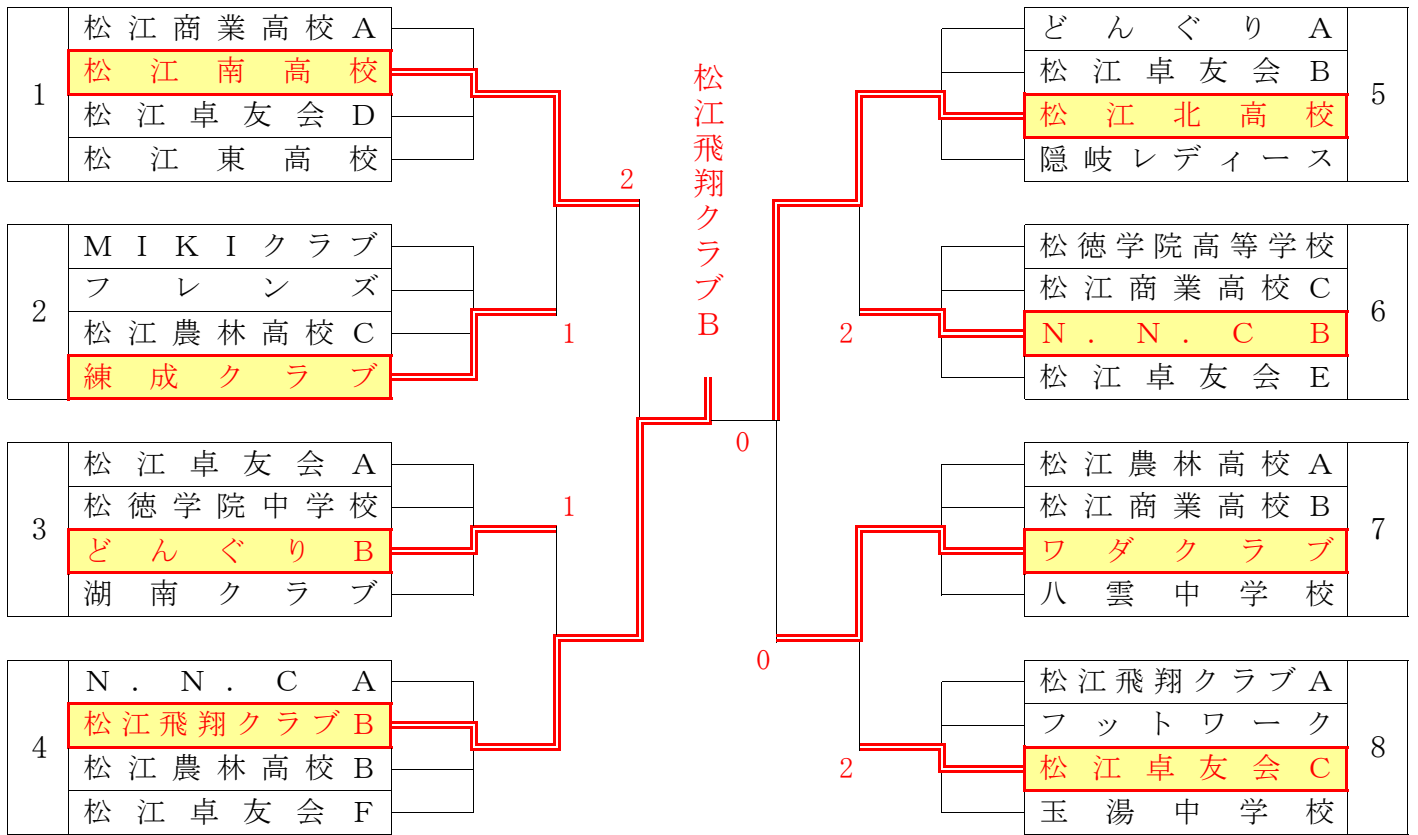 1
松江商業高校A
松江南高校
松江卓友会D
松江東高校
2
MIKIクラブ
フレンズ
松江農林高校C
練成クラブ
3
松江卓友会A
松徳学院中学校
どんぐりB
湖南クラブ
4
N.N.C A
松江飛翔クラブB
松江農林高校B
松江卓友会F
2
1
1
松江飛翔クラブB
0
2
0
2
どんぐりA
松江卓友会B
松江北高校
隠岐レディース
5
松徳学院高等学校
松江商業高校C
N.N.C B
松江卓友会E
6
松江農林高校A
松江商業高校B
ワダクラブ
八雲中学校
7
松江飛翔クラブA
フットワーク
松江卓友会C
玉湯中学校
8